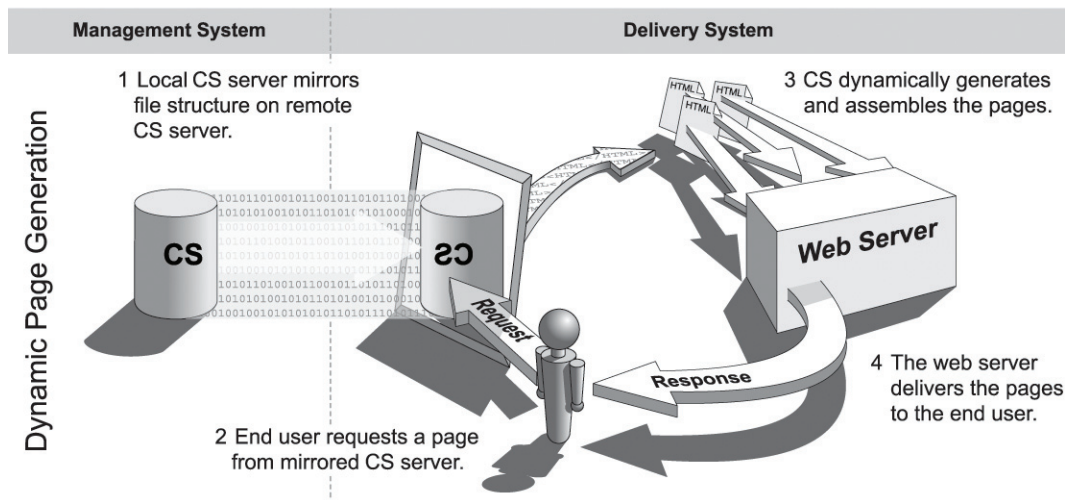 Management System
Delivery System
Dynamic Page Generation
1 Local CS server mirrors
file structure on remote
CS server.
3 CS dynamically generates
and assembles the pages.
HTML
HTML
HTML
CS
CS
Web Server
Request
Response
2 End user requests a page
from mirrored CS server.
4 The web server
delivers the pages
to the end user.